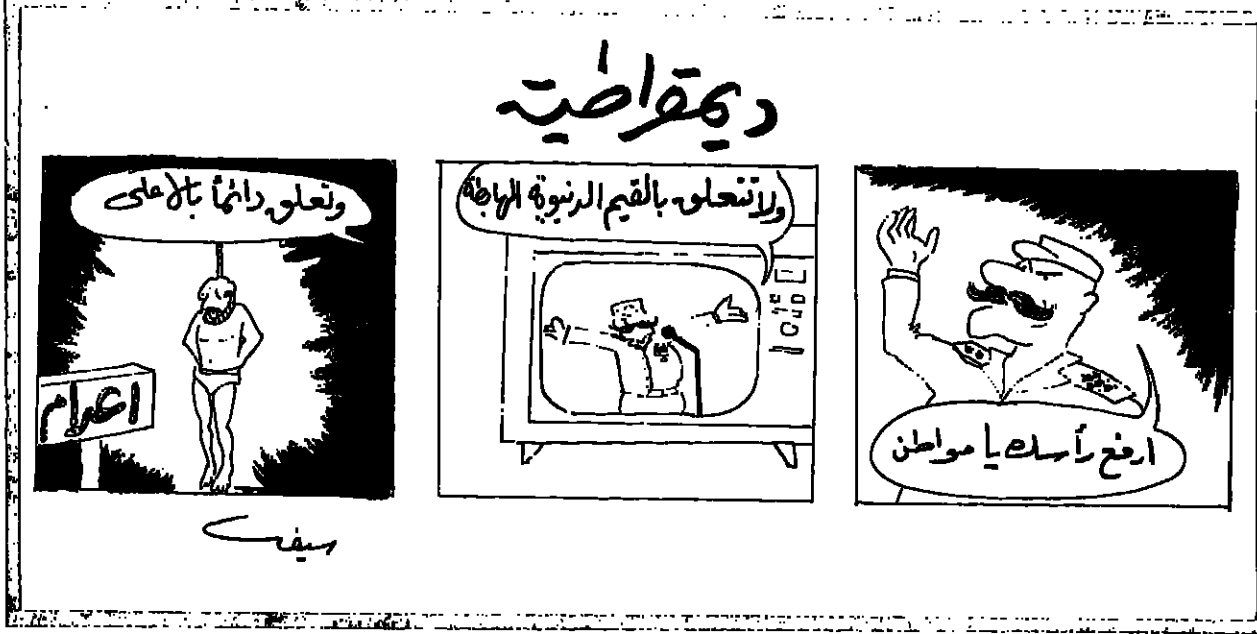 ديمقراطية
ارفع رأسك يا مواطن
ولا تتعلق بالقيم الدنيوية الهابطة
وتعلق دائماً بالأعلى
اعدام
سيف